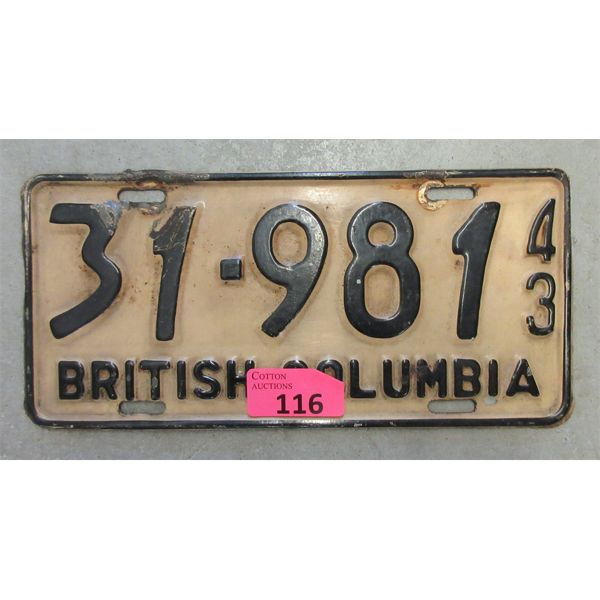 31-981 43
BRITISH COLUMBIA
COTTON
AUCTIONS
116